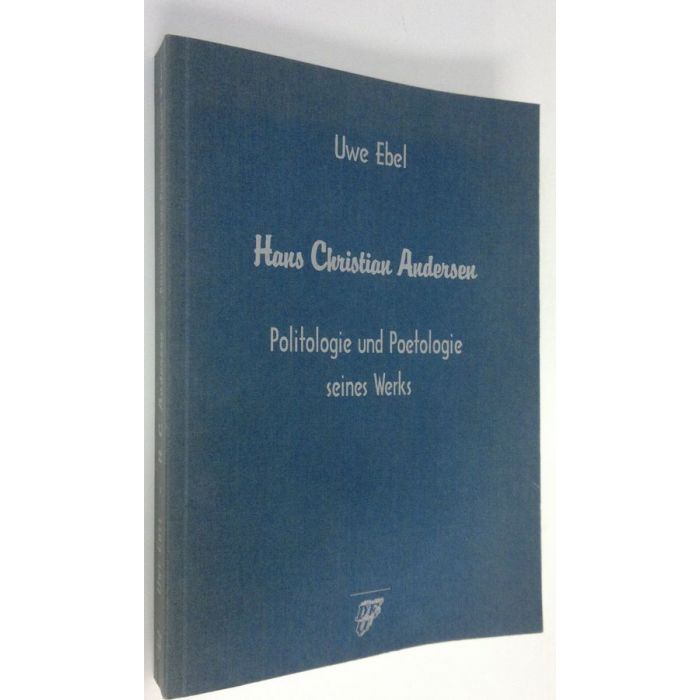 Uwe Ebel
Hans Christian Andersen
Politologie und Poetologie
seines Werks